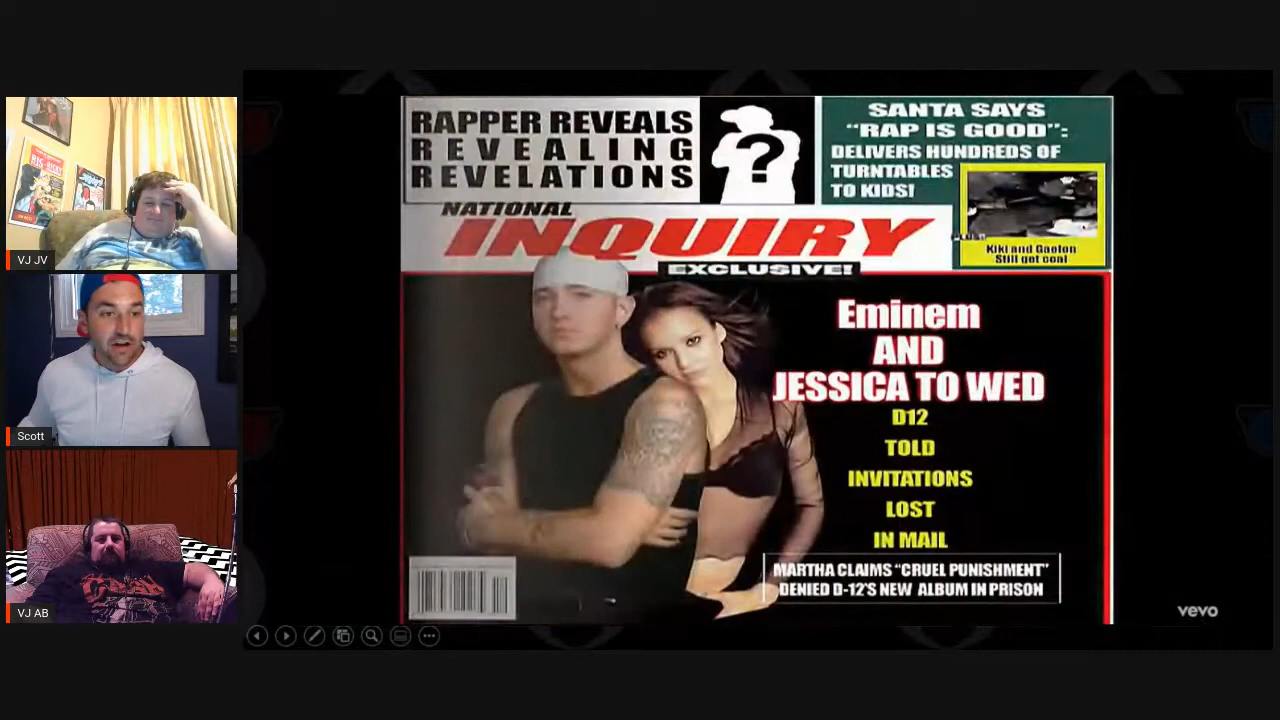 RAPPER REVEALS
REVEALING
REVELATIONS
?
SANTA SAYS
"RAP IS GOOD":
DELIVERS HUNDREDS OF
TURNTABLES
TO KIDS!
Kiki and Gaeton
Still get coal
NATIONAL
INQUIRY
EXCLUSIVE!
Eminem
AND
JESSICA TO WED
D12
TOLD
INVITATIONS
LOST
IN MAIL
MARTHA CLAIMS "CRUEL PUNISHMENT"
DENIED D-12'S NEW ALBUM IN PRISON
vevo
VJ JV
Scott
VJ AB